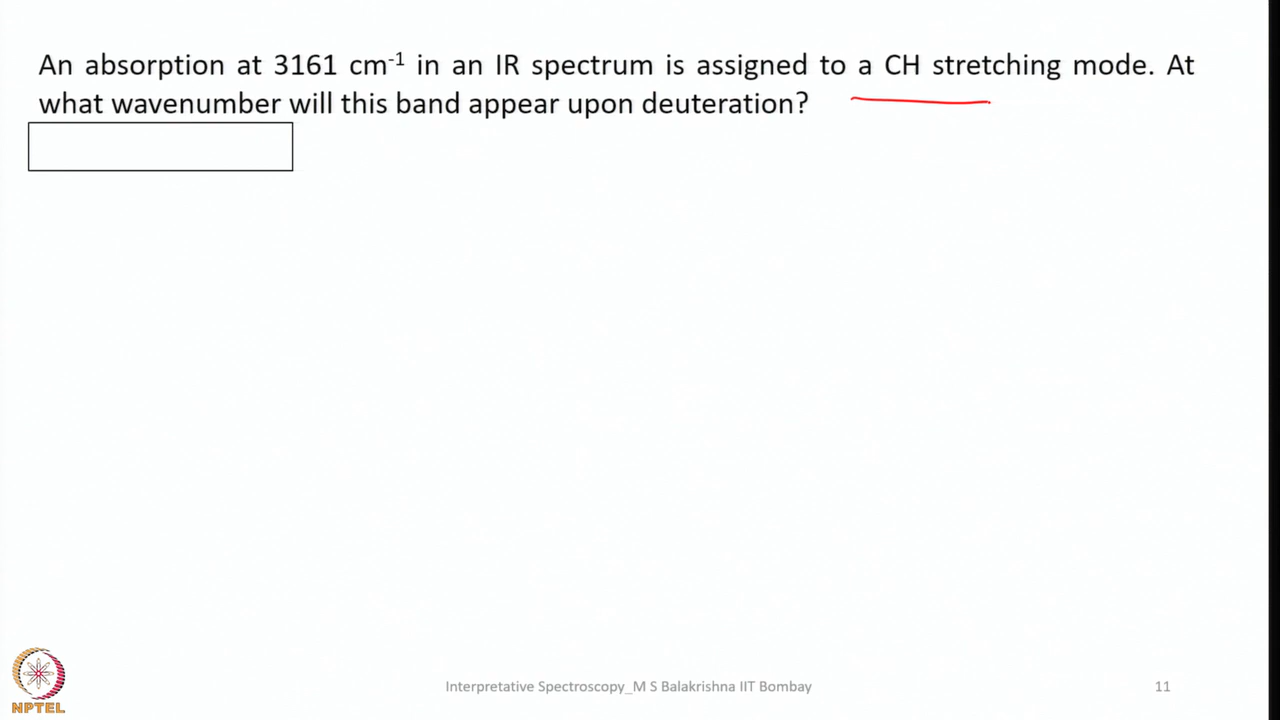 An absorption at 3161 cm⁻¹ in an IR spectrum is assigned to a CH stretching mode. At
what wavenumber will this band appear upon deuteration?
NPTEL
Interpretative Spectroscopy_M S Balakrishna IIT Bombay
11